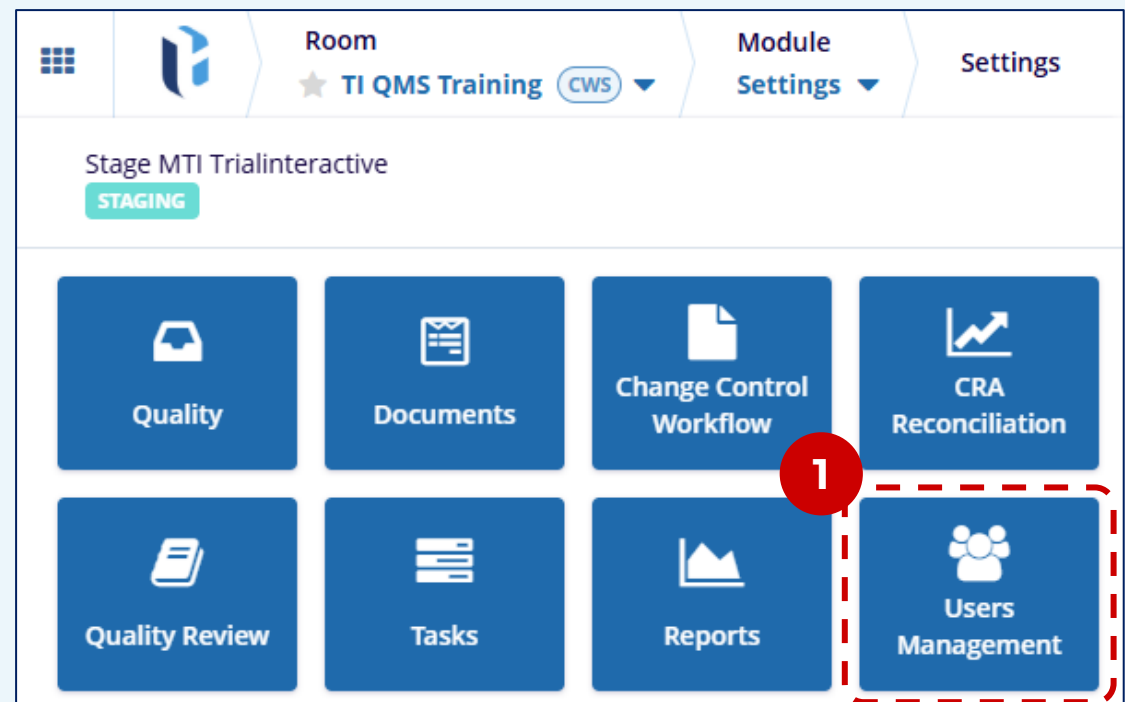 Room
TI QMS Training CWS
Module
Settings
Settings
Stage MTI Trialinteractive
STAGING
Quality
Documents
Change Control
Workflow
CRA
Reconciliation
1
Quality Review
Tasks
Reports
Users
Management